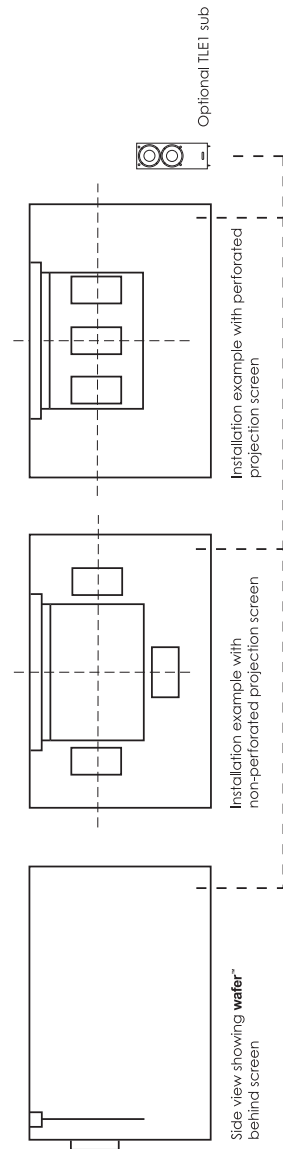 Side view showing wafer™
behind screen
Installation example with
non-perforated projection screen
Installation example with perforated
projection screen
Optional TLE1 sub